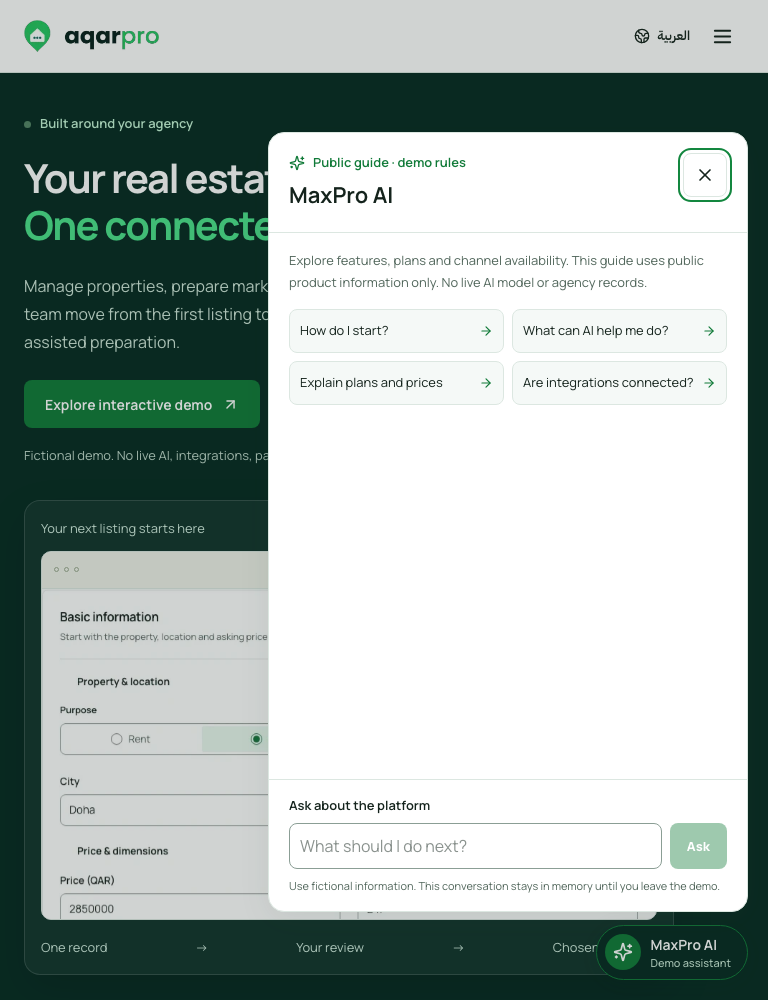 aqarpro
العربية
Built around your agency
Your real
One
Manage properties, prepare
team move from the first listing to
assisted preparation.
Explore interactive demo
Fictional demo. No live AI, integrations,
Your next listing starts here
Basic information
Start with the property, location and asking price
Property & location
Purpose
Rent
City
Doha
Price & dimensions
Price (QAR)
2850000
One record
Your review
Public guide · demo rules
MaxPro AI
Explore features, plans and channel availability. This guide uses public
product information only. No live AI model or agency records.
How do I start?
What can AI help me do?
Explain plans and prices
Are integrations connected?
Ask about the platform
What should I do next?
Ask
Use fictional information. This conversation stays in memory until you leave the demo.
MaxPro AI
Demo assistant